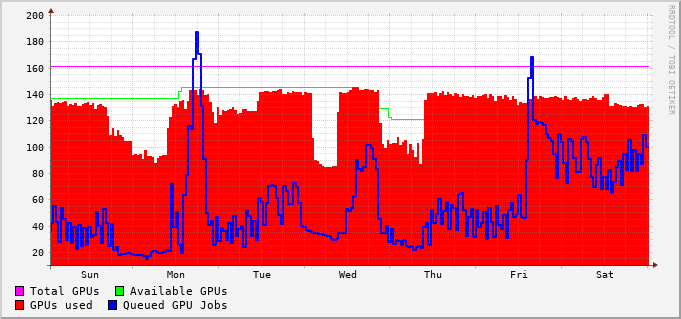 200
180
160
140
120
100
80
60
40
20
RRDTOOL / TOBI OETIKER
Sun Mon Tue Wed Thu Fri Sat
Total GPUs Available GPUs
GPUs used Queued GPU Jobs